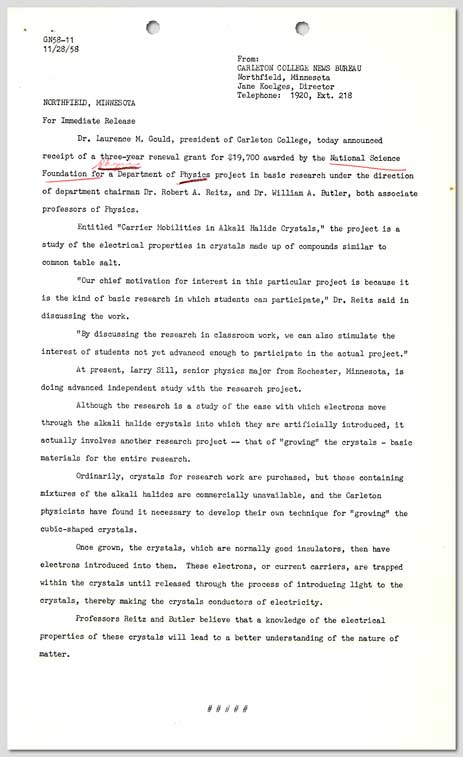 GN58-11
11/28/58
From:
CARLETON COLLEGE NEWS BUREAU
Northfield, Minnesota
Jane Koelges, Director
Telephone: 1920, Ext. 218
NORTHFIELD, MINNESOTA
For Immediate Release
Dr. Laurence M. Gould, president of Carleton College, today announced
receipt of a three-year renewal grant for $19,700 awarded by the National Science
Physics
Foundation for a Department of Physics project in basic research under the direction
of department chairman Dr. Robert A. Reitz, and Dr. William A. Butler, both associate
professors of Physics.
Entitled "Carrier Mobilities in Alkali Halide Crystals," the project is a
study of the electrical properties in crystals made up of compounds similar to
common table salt.
"Our chief motivation for interest in this particular project is because it
is the kind of basic research in which students can participate," Dr. Reitz said in
discussing the work.
"By discussing the research in classroom work, we can also stimulate the
interest of students not yet advanced enough to participate in the actual project."
At present, Larry Sill, senior physics major from Rochester, Minnesota, is
doing advanced independent study with the research project.
Although the research is a study of the ease with which electrons move
through the alkali halide crystals into which they are artificially introduced, it
actually involves another research project -- that of "growing" the crystals - basic
materials for the entire research.
Ordinarily, crystals for research work are purchased, but those containing
mixtures of the alkali halides are commercially unavailable, and the Carleton
physicists have found it necessary to develop their own technique for "growing" the
cubic-shaped crystals.
Once grown, the crystals, which are normally good insulators, then have
electrons introduced into them. These electrons, or current carriers, are trapped
within the crystals until released through the process of introducing light to the
crystals, thereby making the crystals conductors of electricity.
Professors Reitz and Butler believe that a knowledge of the electrical
properties of these crystals will lead to a better understanding of the nature of
matter.
# # # # #